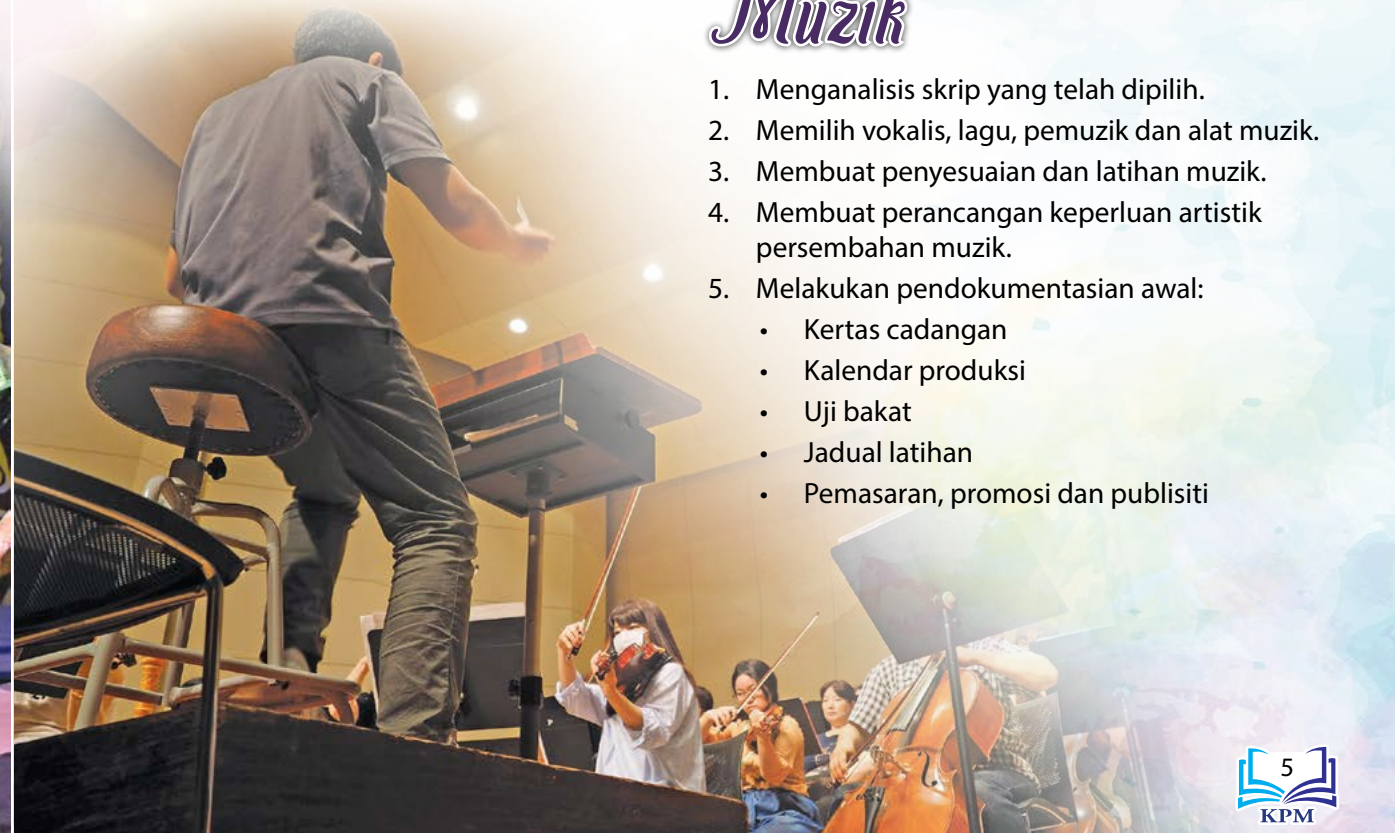 Muzik
1. Menganalisis skrip yang telah dipilih.
2. Memilih vokalis, lagu, pemuzik dan alat muzik.
3. Membuat penyesuaian dan latihan muzik.
4. Membuat perancangan keperluan artistik
persembahan muzik.
5. Melakukan pendokumentasian awal:
• Kertas cadangan
• Kalendar produksi
• Uji bakat
• Jadual latihan
• Pemasaran, promosi dan publisiti
5
KPM